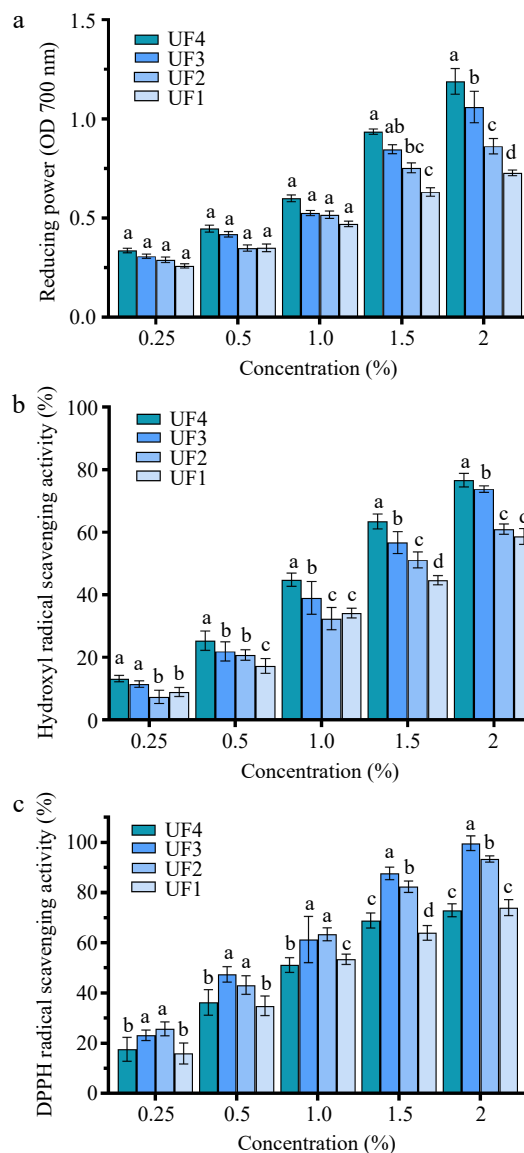 a
Reducing power (OD 700 nm)
1.5
1.0
0.5
0.0
UF4
UF3
UF2
UF1
a a a a
a a a a
a a a a
a ab bc c
a b c d
0.25 0.5 1.0 1.5 2
Concentration (%)
b
Hydroxyl radical scavenging activity (%)
100
80
60
40
20
0
UF4
UF3
UF2
UF1
a a b b
a b b c
a b c c
a b c d
a b c
0.25 0.5 1.0 1.5 2
Concentration (%)
c
DPPH radical scavenging activity (%)
100
80
60
40
20
0
UF4
UF3
UF2
UF1
b a a b
b a a b
b a a c
c a b d
c a b c
0.25 0.5 1.0 1.5 2
Concentration (%)